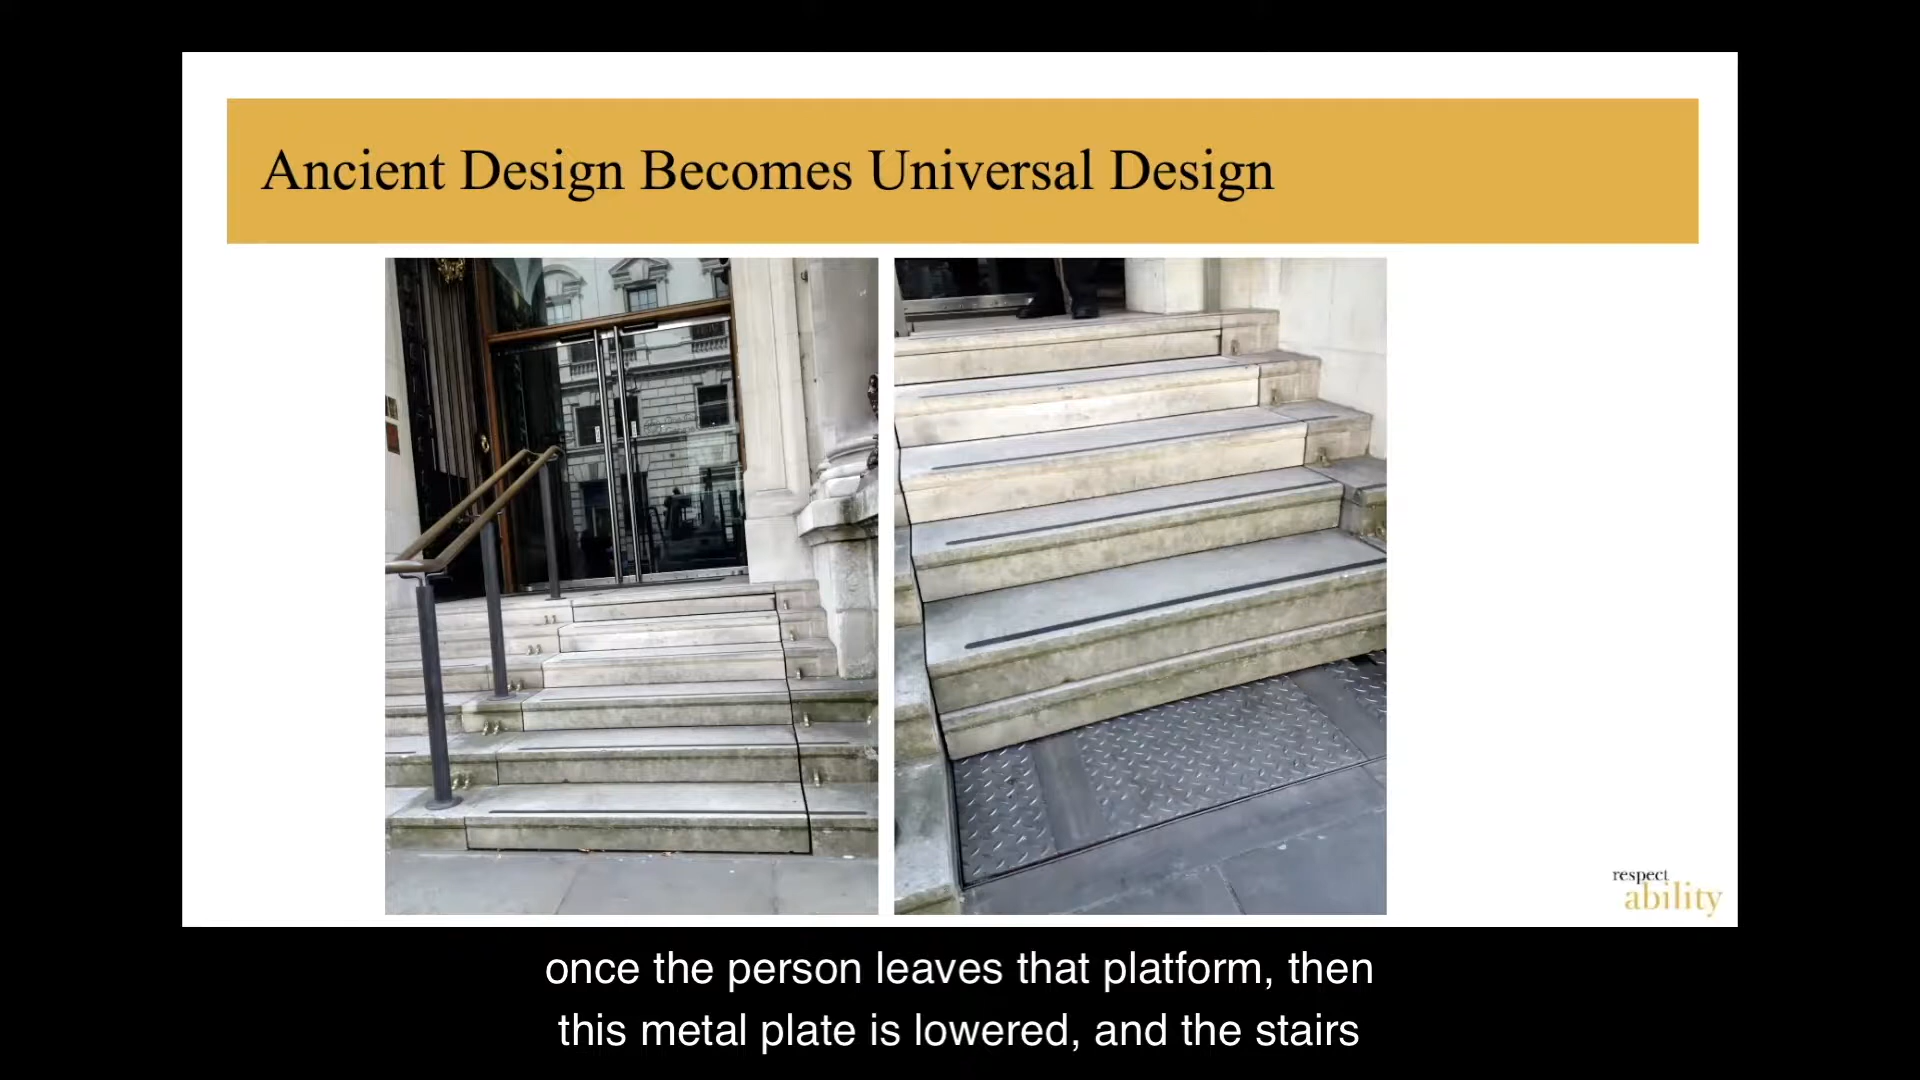 Ancient Design Becomes Universal Design
respect
ability
once the person leaves that platform, then
this metal plate is lowered, and the stairs